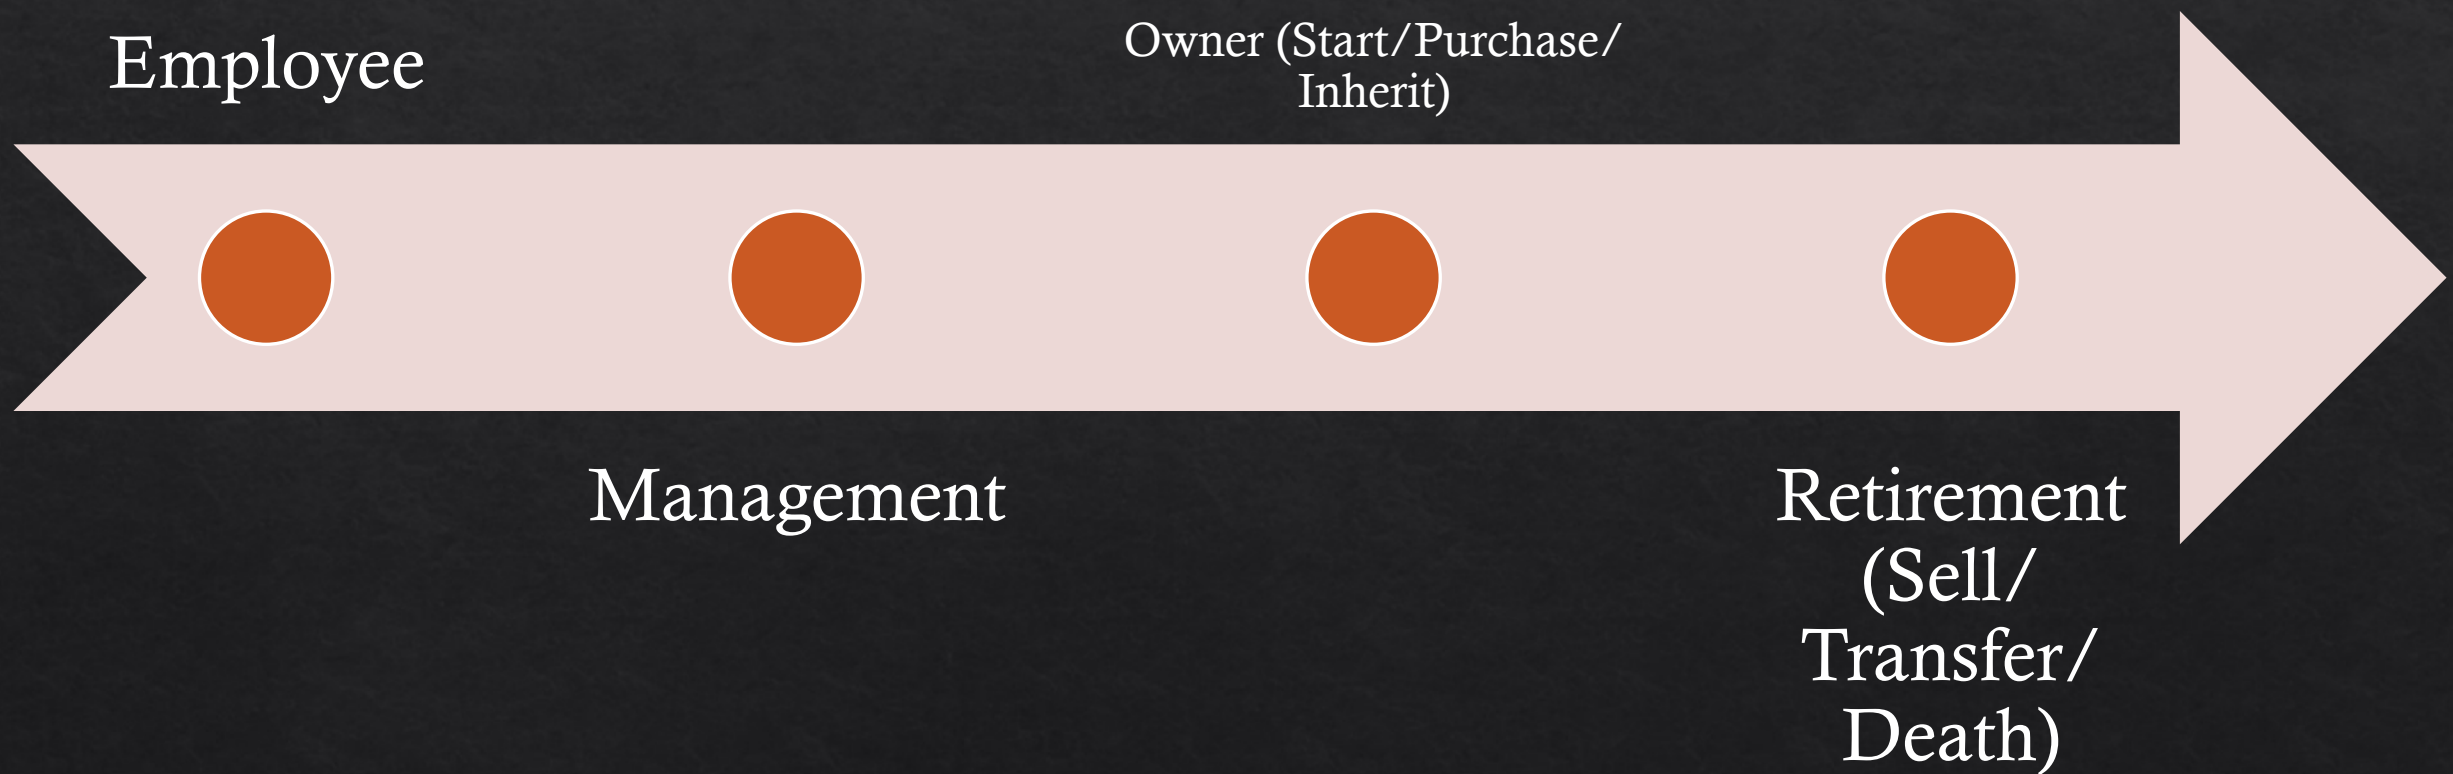 Employee
Management
Owner (Start/Purchase/
Inherit)
Retirement
(Sell/
Transfer/
Death)